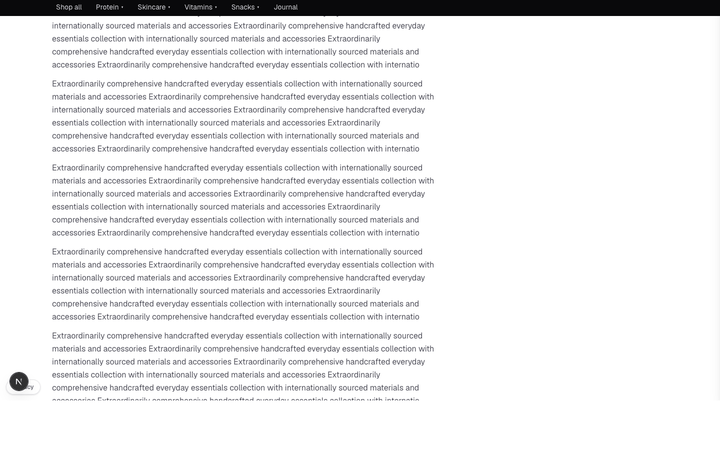 Shop all Protein Skincare Vitamins Snacks Journal
internationally sourced materials and accessories Extraordinarily comprehensive handcrafted everyday
essentials collection with internationally sourced materials and accessories Extraordinarily
comprehensive handcrafted everyday essentials collection with internationally sourced materials and
accessories Extraordinarily comprehensive handcrafted everyday essentials collection with internatio
Extraordinarily comprehensive handcrafted everyday essentials collection with internationally sourced
materials and accessories Extraordinarily comprehensive handcrafted everyday essentials collection with
internationally sourced materials and accessories Extraordinarily comprehensive handcrafted everyday
essentials collection with internationally sourced materials and accessories Extraordinarily
comprehensive handcrafted everyday essentials collection with internationally sourced materials and
accessories Extraordinarily comprehensive handcrafted everyday essentials collection with internatio
Extraordinarily comprehensive handcrafted everyday essentials collection with internationally sourced
materials and accessories Extraordinarily comprehensive handcrafted everyday essentials collection with
internationally sourced materials and accessories Extraordinarily comprehensive handcrafted everyday
essentials collection with internationally sourced materials and accessories Extraordinarily
comprehensive handcrafted everyday essentials collection with internationally sourced materials and
accessories Extraordinarily comprehensive handcrafted everyday essentials collection with internatio
Extraordinarily comprehensive handcrafted everyday essentials collection with internationally sourced
materials and accessories Extraordinarily comprehensive handcrafted everyday essentials collection with
internationally sourced materials and accessories Extraordinarily comprehensive handcrafted everyday
essentials collection with internationally sourced materials and accessories Extraordinarily
comprehensive handcrafted everyday essentials collection with internationally sourced materials and
accessories Extraordinarily comprehensive handcrafted everyday essentials collection with internatio
Extraordinarily comprehensive handcrafted everyday essentials collection with internationally sourced
materials and accessories Extraordinarily comprehensive handcrafted everyday essentials collection with
internationally sourced materials and accessories Extraordinarily comprehensive handcrafted everyday
essentials collection with internationally sourced materials and accessories Extraordinarily
comprehensive handcrafted everyday essentials collection with internationally sourced materials and
N cy